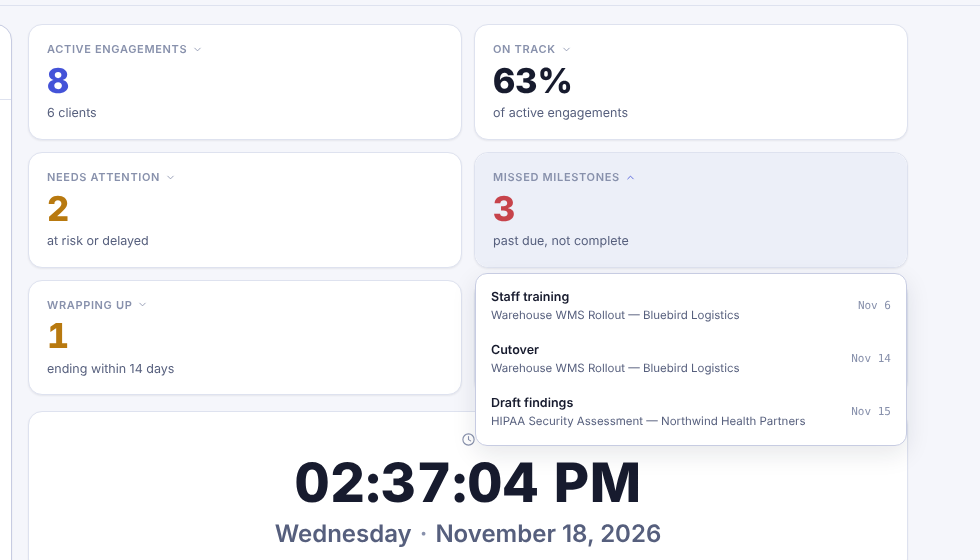 ACTIVE ENGAGEMENTS
8
6 clients
ON TRACK
63%
of active engagements
NEEDS ATTENTION
2
at risk or delayed
MISSED MILESTONES
3
past due, not complete
WRAPPING UP
1
ending within 14 days
Staff training
Warehouse WMS Rollout — Bluebird Logistics
Nov 6
Cutover
Warehouse WMS Rollout — Bluebird Logistics
Nov 14
Draft findings
HIPAA Security Assessment — Northwind Health Partners
Nov 15
02:37:04 PM
Wednesday · November 18, 2026